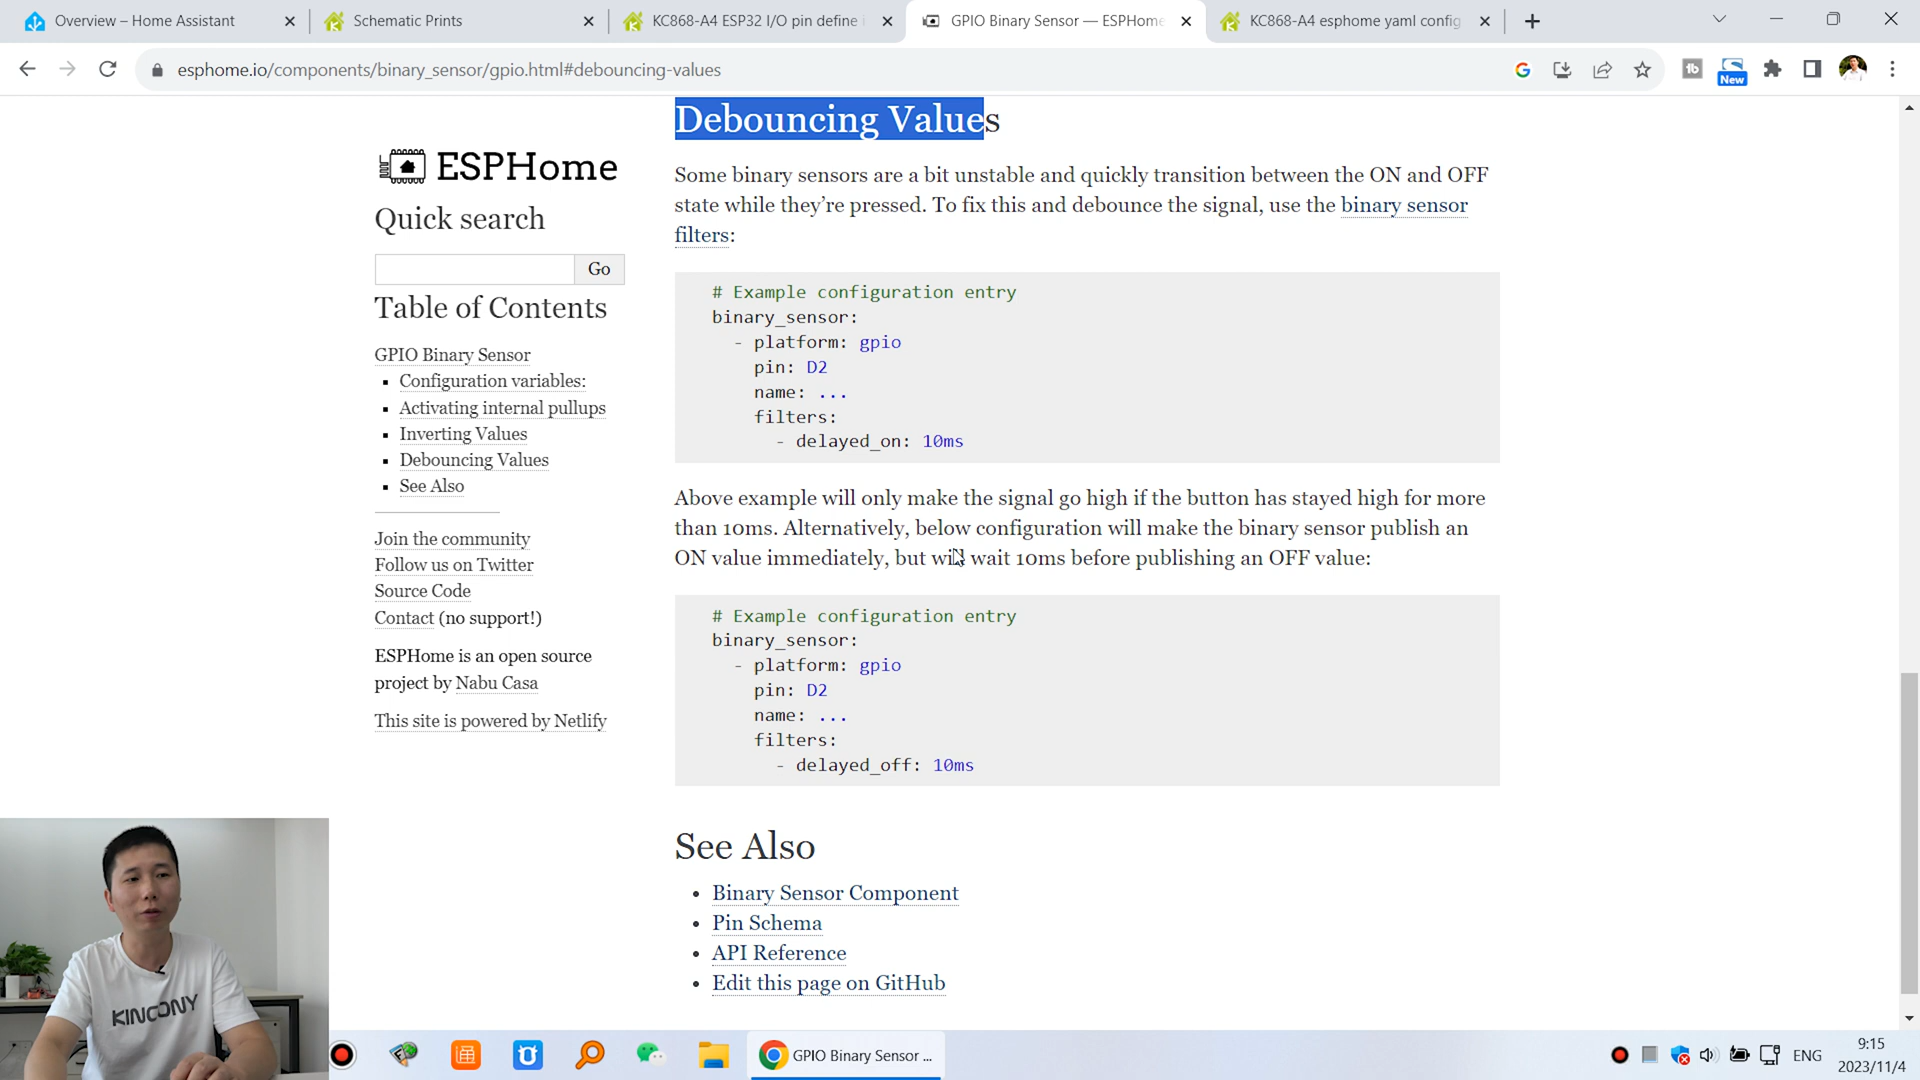 Overview – Home Assistant
Schematic Prints
KC868-A4 ESP32 I/O pin define i
GPIO Binary Sensor — ESPHome
KC868-A4 esphome yaml config
esphome.io/components/binary_sensor/gpio.html#debouncing-values
New
ESPHome
Quick search
Go
Table of Contents
GPIO Binary Sensor
Configuration variables:
Activating internal pullups
Inverting Values
Debouncing Values
See Also
Join the community
Follow us on Twitter
Source Code
Contact (no support!)
ESPHome is an open source
project by Nabu Casa
This site is powered by Netlify
Debouncing Values
Some binary sensors are a bit unstable and quickly transition between the ON and OFF
state while they’re pressed. To fix this and debounce the signal, use the binary sensor
filters:
# Example configuration entry
binary_sensor:
- platform: gpio
pin: D2
name: ...
filters:
- delayed_on: 10ms
Above example will only make the signal go high if the button has stayed high for more
than 10ms. Alternatively, below configuration will make the binary sensor publish an
ON value immediately, but will wait 10ms before publishing an OFF value:
# Example configuration entry
binary_sensor:
- platform: gpio
pin: D2
name: ...
filters:
- delayed_off: 10ms
See Also
Binary Sensor Component
Pin Schema
API Reference
Edit this page on GitHub
KINCONY
GPIO Binary Sensor ...
ENG
9:15
2023/11/4